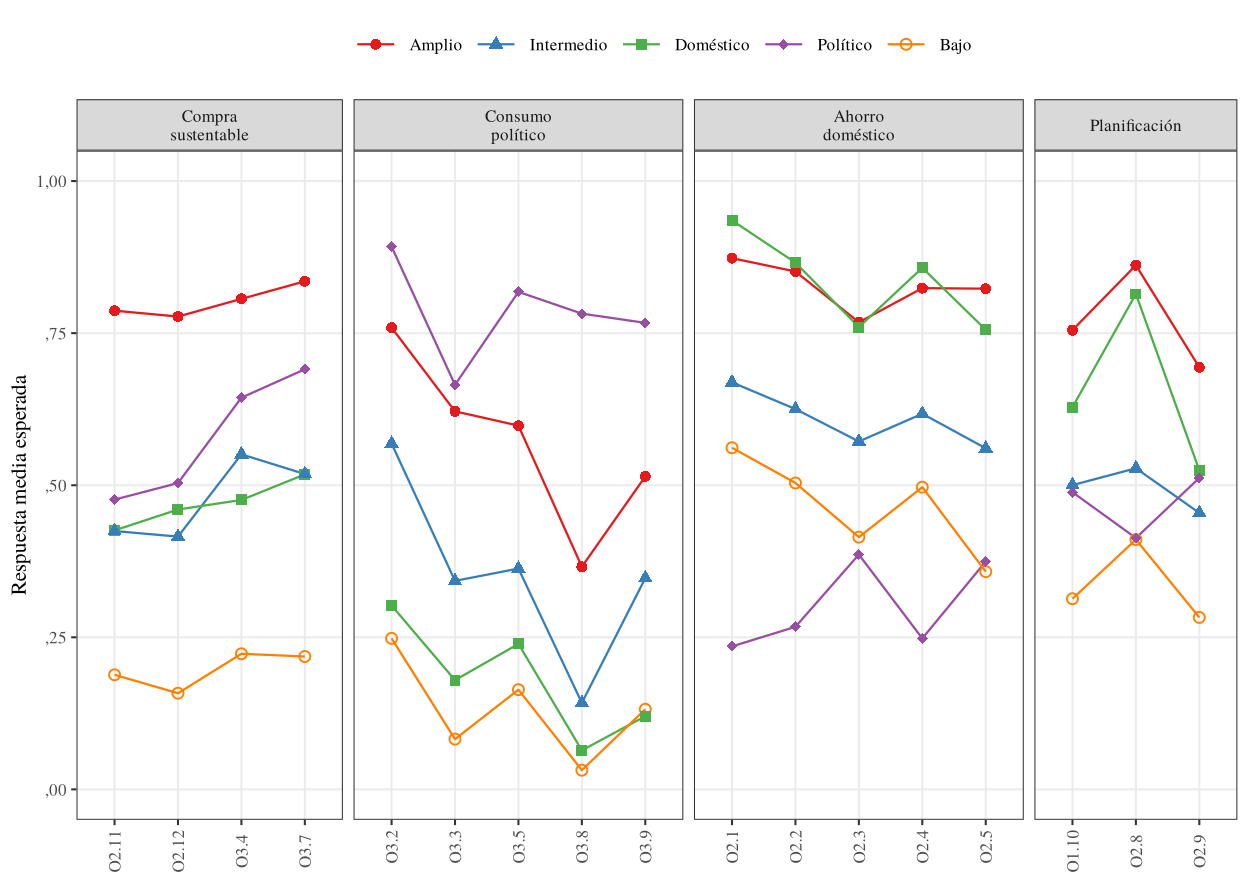 Amplio Intermedio Doméstico Político Bajo
Compra
sustentable
Consumo
político
Ahorro
doméstico
Planificación
Respuesta media esperada
1,00
,75
,50
,25
,00
O2.11 O2.12 O3.4 O3.7 O3.2 O3.3 O3.5 O3.8 O3.9 O2.1 O2.2 O2.3 O2.4 O2.5 O1.10 O2.8 O2.9